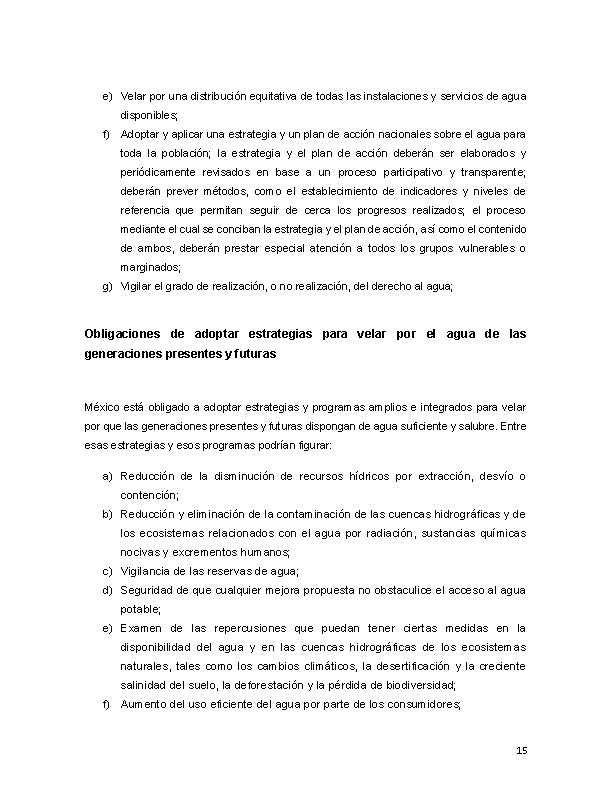 e) Velar por una distribución equitativa de todas las instalaciones y servicios de agua
disponibles;
f) Adoptar y aplicar una estrategia y un plan de acción nacionales sobre el agua para
toda la población; la estrategia y el plan de acción deberán ser elaborados y
periódicamente revisados en base a un proceso participativo y transparente;
deberán prever métodos, como el establecimiento de indicadores y niveles de
referencia que permitan seguir de cerca los progresos realizados; el proceso
mediante el cual se conciban la estrategia y el plan de acción, así como el contenido
de ambos, deberán prestar especial atención a todos los grupos vulnerables o
marginados;
g) Vigilar el grado de realización, o no realización, del derecho al agua;
Obligaciones de adoptar estrategias para velar por el agua de las
generaciones presentes y futuras
México está obligado a adoptar estrategias y programas amplios e integrados para velar
por que las generaciones presentes y futuras dispongan de agua suficiente y salubre. Entre
esas estrategias y esos programas podrían figurar:
a) Reducción de la disminución de recursos hídricos por extracción, desvío o
contención;
b) Reducción y eliminación de la contaminación de las cuencas hidrográficas y de
los ecosistemas relacionados con el agua por radiación, sustancias químicas
nocivas y excrementos humanos;
c) Vigilancia de las reservas de agua;
d) Seguridad de que cualquier mejora propuesta no obstaculice el acceso al agua
potable;
e) Examen de las repercusiones que puedan tener ciertas medidas en la
disponibilidad del agua y en las cuencas hidrográficas de los ecosistemas
naturales, tales como los cambios climáticos, la desertificación y la creciente
salinidad del suelo, la deforestación y la pérdida de biodiversidad;
f) Aumento del uso eficiente del agua por parte de los consumidores;
15